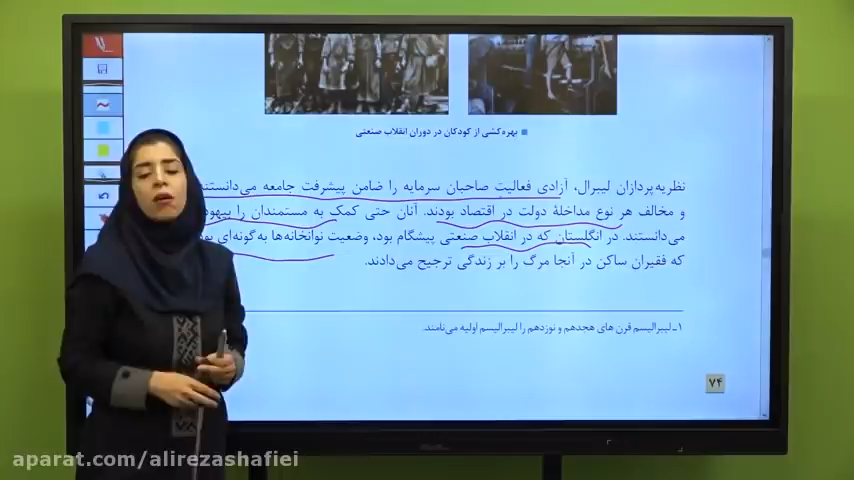 بهره‌کشی از کودکان در دوران انقلاب صنعتی
نظریه‌پردازان لیبرال، آزادی فعالیت صاحبان سرمایه را ضامن پیشرفت جامعه می‌دانستند
و مخالف هر نوع مداخلهٔ دولت در اقتصاد بودند. آنان حتی کمک به مستمندان را بیهوده
می‌دانستند. در انگلستان که در انقلاب صنعتی پیشگام بود، وضعیت نوانخانه‌ها به گونه‌ای بود
که فقیران ساکن در آنجا مرگ را بر زندگی ترجیح می‌دادند.
۱ـ لیبرالیسم قرن های هجدهم و نوزدهم را لیبرالیسم اولیه می‌نامند.
۷۴
aparat.com/alirezashafiei